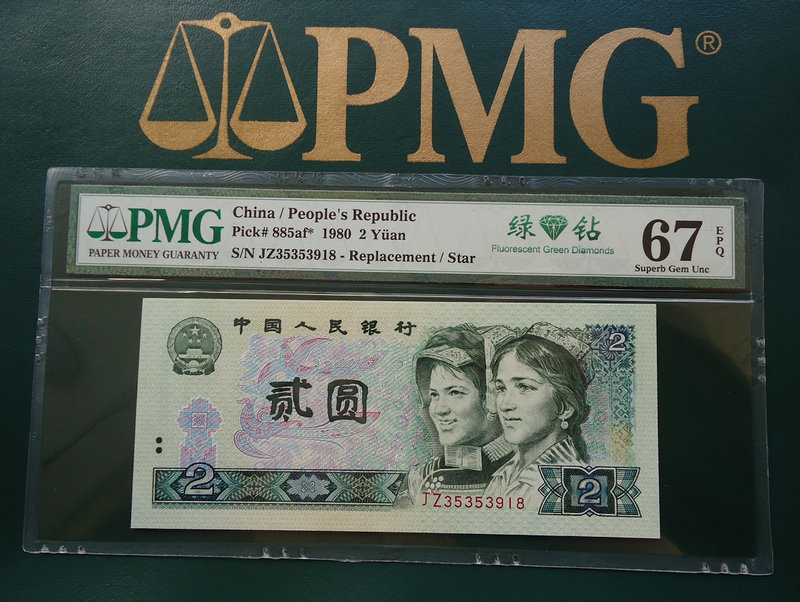 PMG®
PMG
PAPER MONEY GUARANTY
China / People's Republic
Pick# 885af* 1980 2 Yüan
S/N JZ35353918 - Replacement / Star
绿钻
Fluorescent Green Diamonds
67 EPQ
Superb Gem Unc
中國人民银行
贰圆
2
2
2
JZ35353918